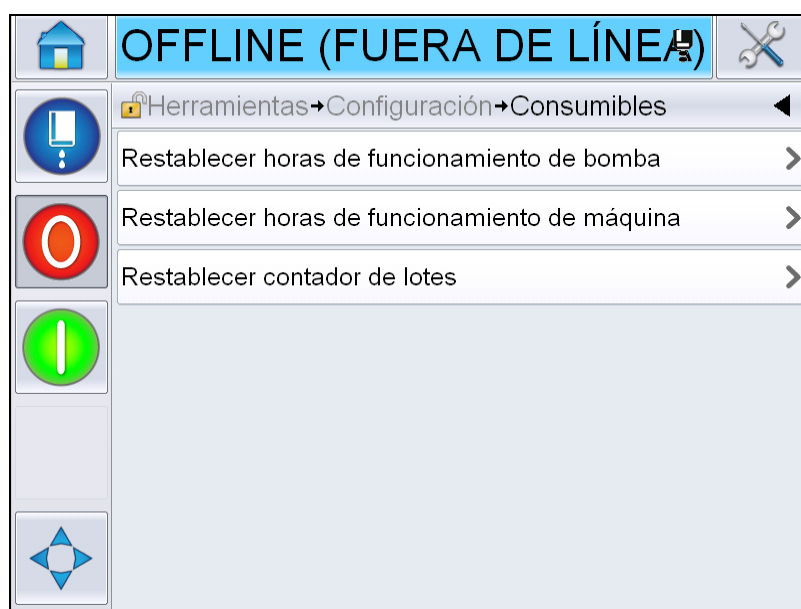 OFFLINE (FUERA DE LÍNEA)
Herramientas→Configuración→Consumibles
Restablecer horas de funcionamiento de bomba
Restablecer horas de funcionamiento de máquina
Restablecer contador de lotes